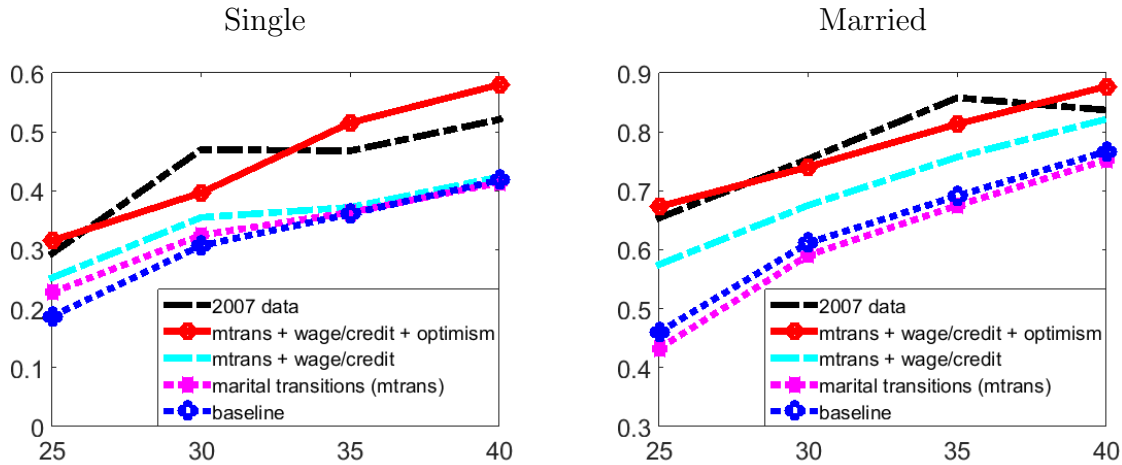 Single
0.6
0.5
0.4
0.3
0.2
0.1
0
25
30
35
40
2007 data
mtrans + wage/credit + optimism
mtrans + wage/credit
marital transitions (mtrans)
baseline
Married
0.9
0.8
0.7
0.6
0.5
0.4
0.3
25
30
35
40
2007 data
mtrans + wage/credit + optimism
mtrans + wage/credit
marital transitions (mtrans)
baseline